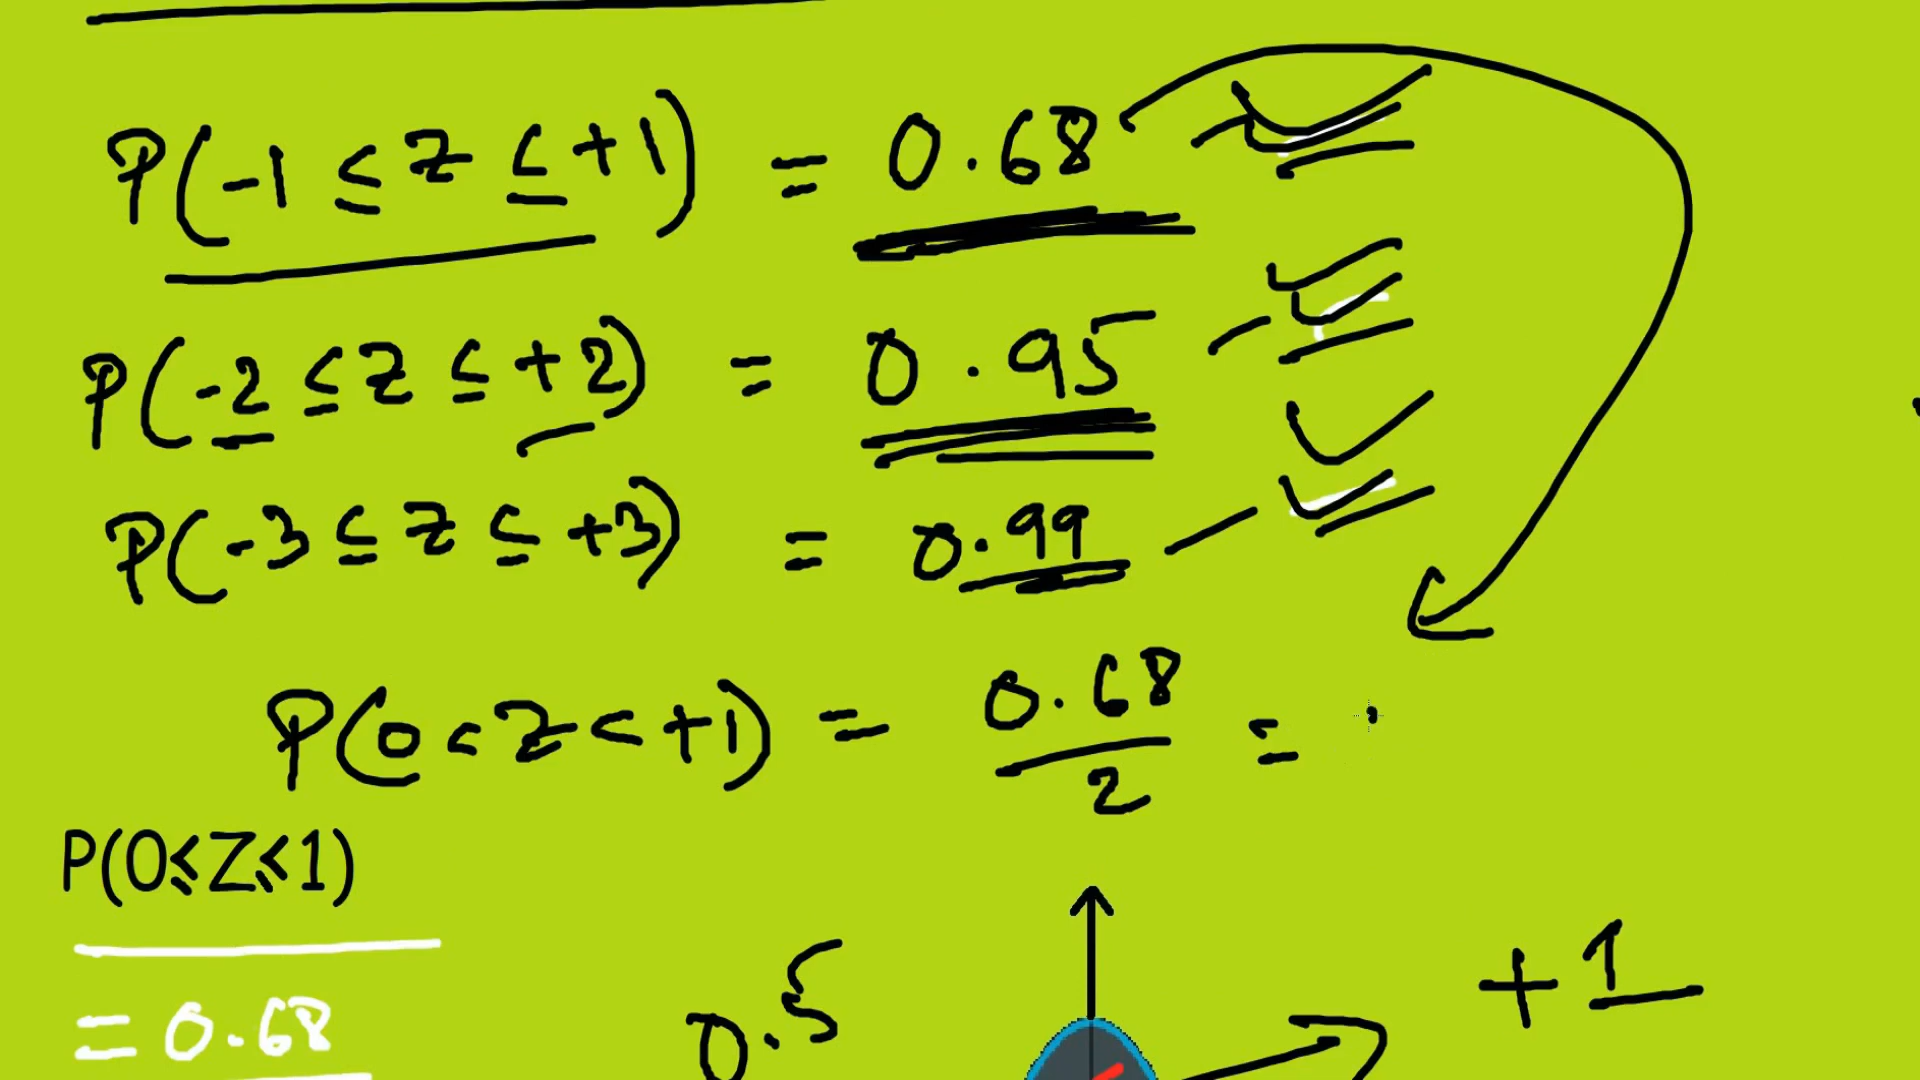 P(-1 ≤ Z ≤ +1) = 0.68
P(-2 ≤ Z ≤ +2) = 0.95
P(-3 ≤ Z ≤ +3) = 0.99
P(0 < Z < +1) = 0.68/2 =
P(0≤Z≤1)
= 0.68
0.5
+1